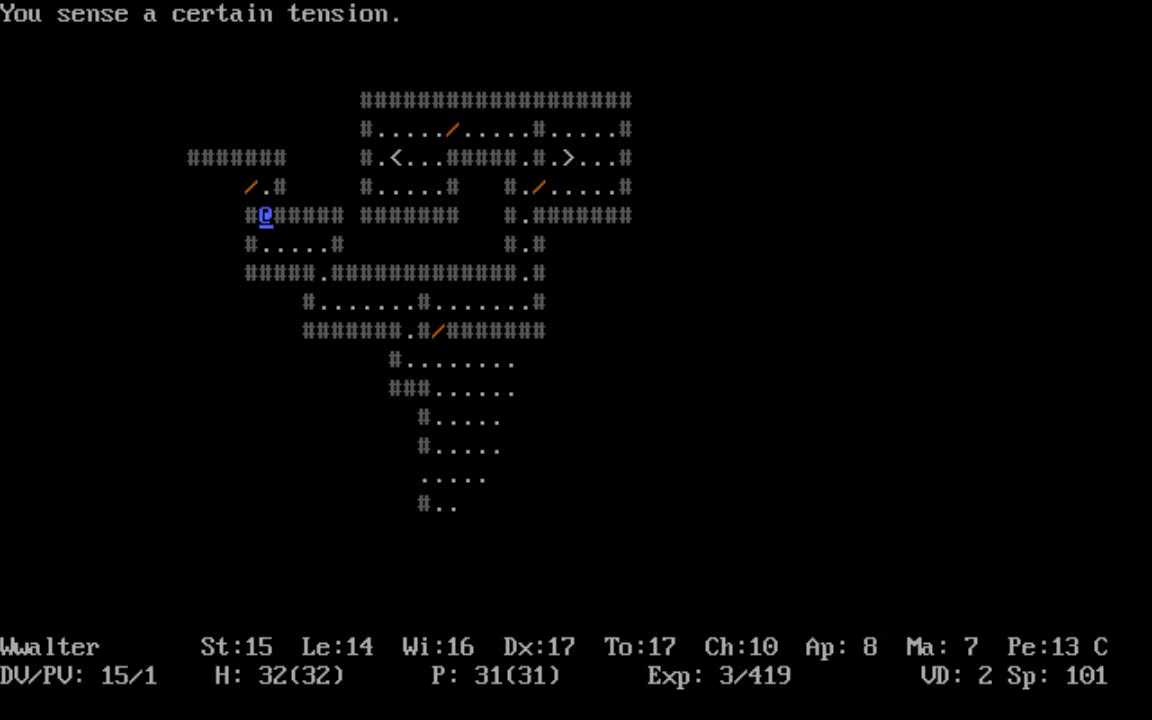 You sense a certain tension.
###################
#...../.....#.....#
####### #.<...#####.#.>...#
/.# #.....# #./.....#
#@##### ####### #.#######
#.....# #.#
#####.#############.#
#.......#.......#
#######.#/#######
#........
###......
#.....
#.....
.....
#..
Wwalter St:15 Le:14 Wi:16 Dx:17 To:17 Ch:10 Ap: 8 Ma: 7 Pe:13 C
DV/PV: 15/1 H: 32(32) P: 31(31) Exp: 3/419 VD: 2 Sp: 101